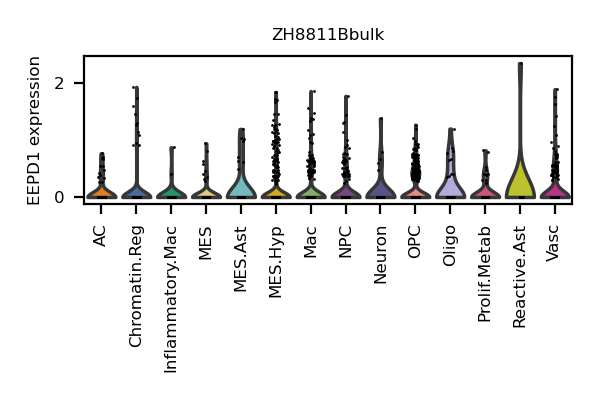 ZH8811Bbulk
EEPD1 expression
2
0
AC
Chromatin.Reg
Inflammatory.Mac
MES
MES.Ast
MES.Hyp
Mac
NPC
Neuron
OPC
Oligo
Prolif.Metab
Reactive.Ast
Vasc